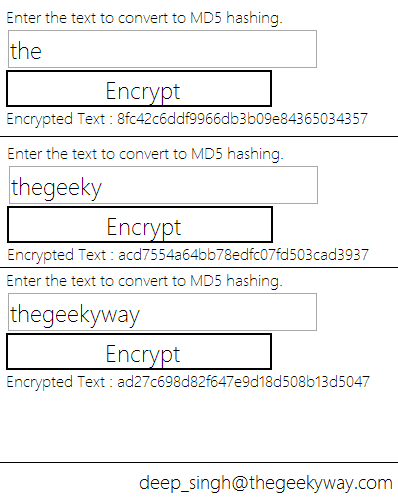 Enter the text to convert to MD5 hashing.
the
Encrypt
Encrypted Text : 8fc42c6ddf9966db3b09e84365034357
Enter the text to convert to MD5 hashing.
thegeeky
Encrypt
Encrypted Text : acd7554a64bb78edfc07fd503cad3937
Enter the text to convert to MD5 hashing.
thegeekyway
Encrypt
Encrypted Text : ad27c698d82f647e9d18d508b13d5047
deep_singh@thegeekyway.com